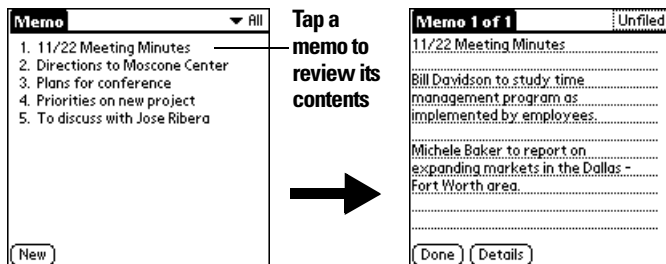 Memo
All
1. 11/22 Meeting Minutes
2. Directions to Moscone Center
3. Plans for conference
4. Priorities on new project
5. To discuss with Jose Ribera
New
Tap a
memo to
review its
contents
Memo 1 of 1
Unfiled
11/22 Meeting Minutes
Bill Davidson to study time
management program as
implemented by employees.
Michele Baker to report on
expanding markets in the Dallas -
Fort Worth area.
Done
Details